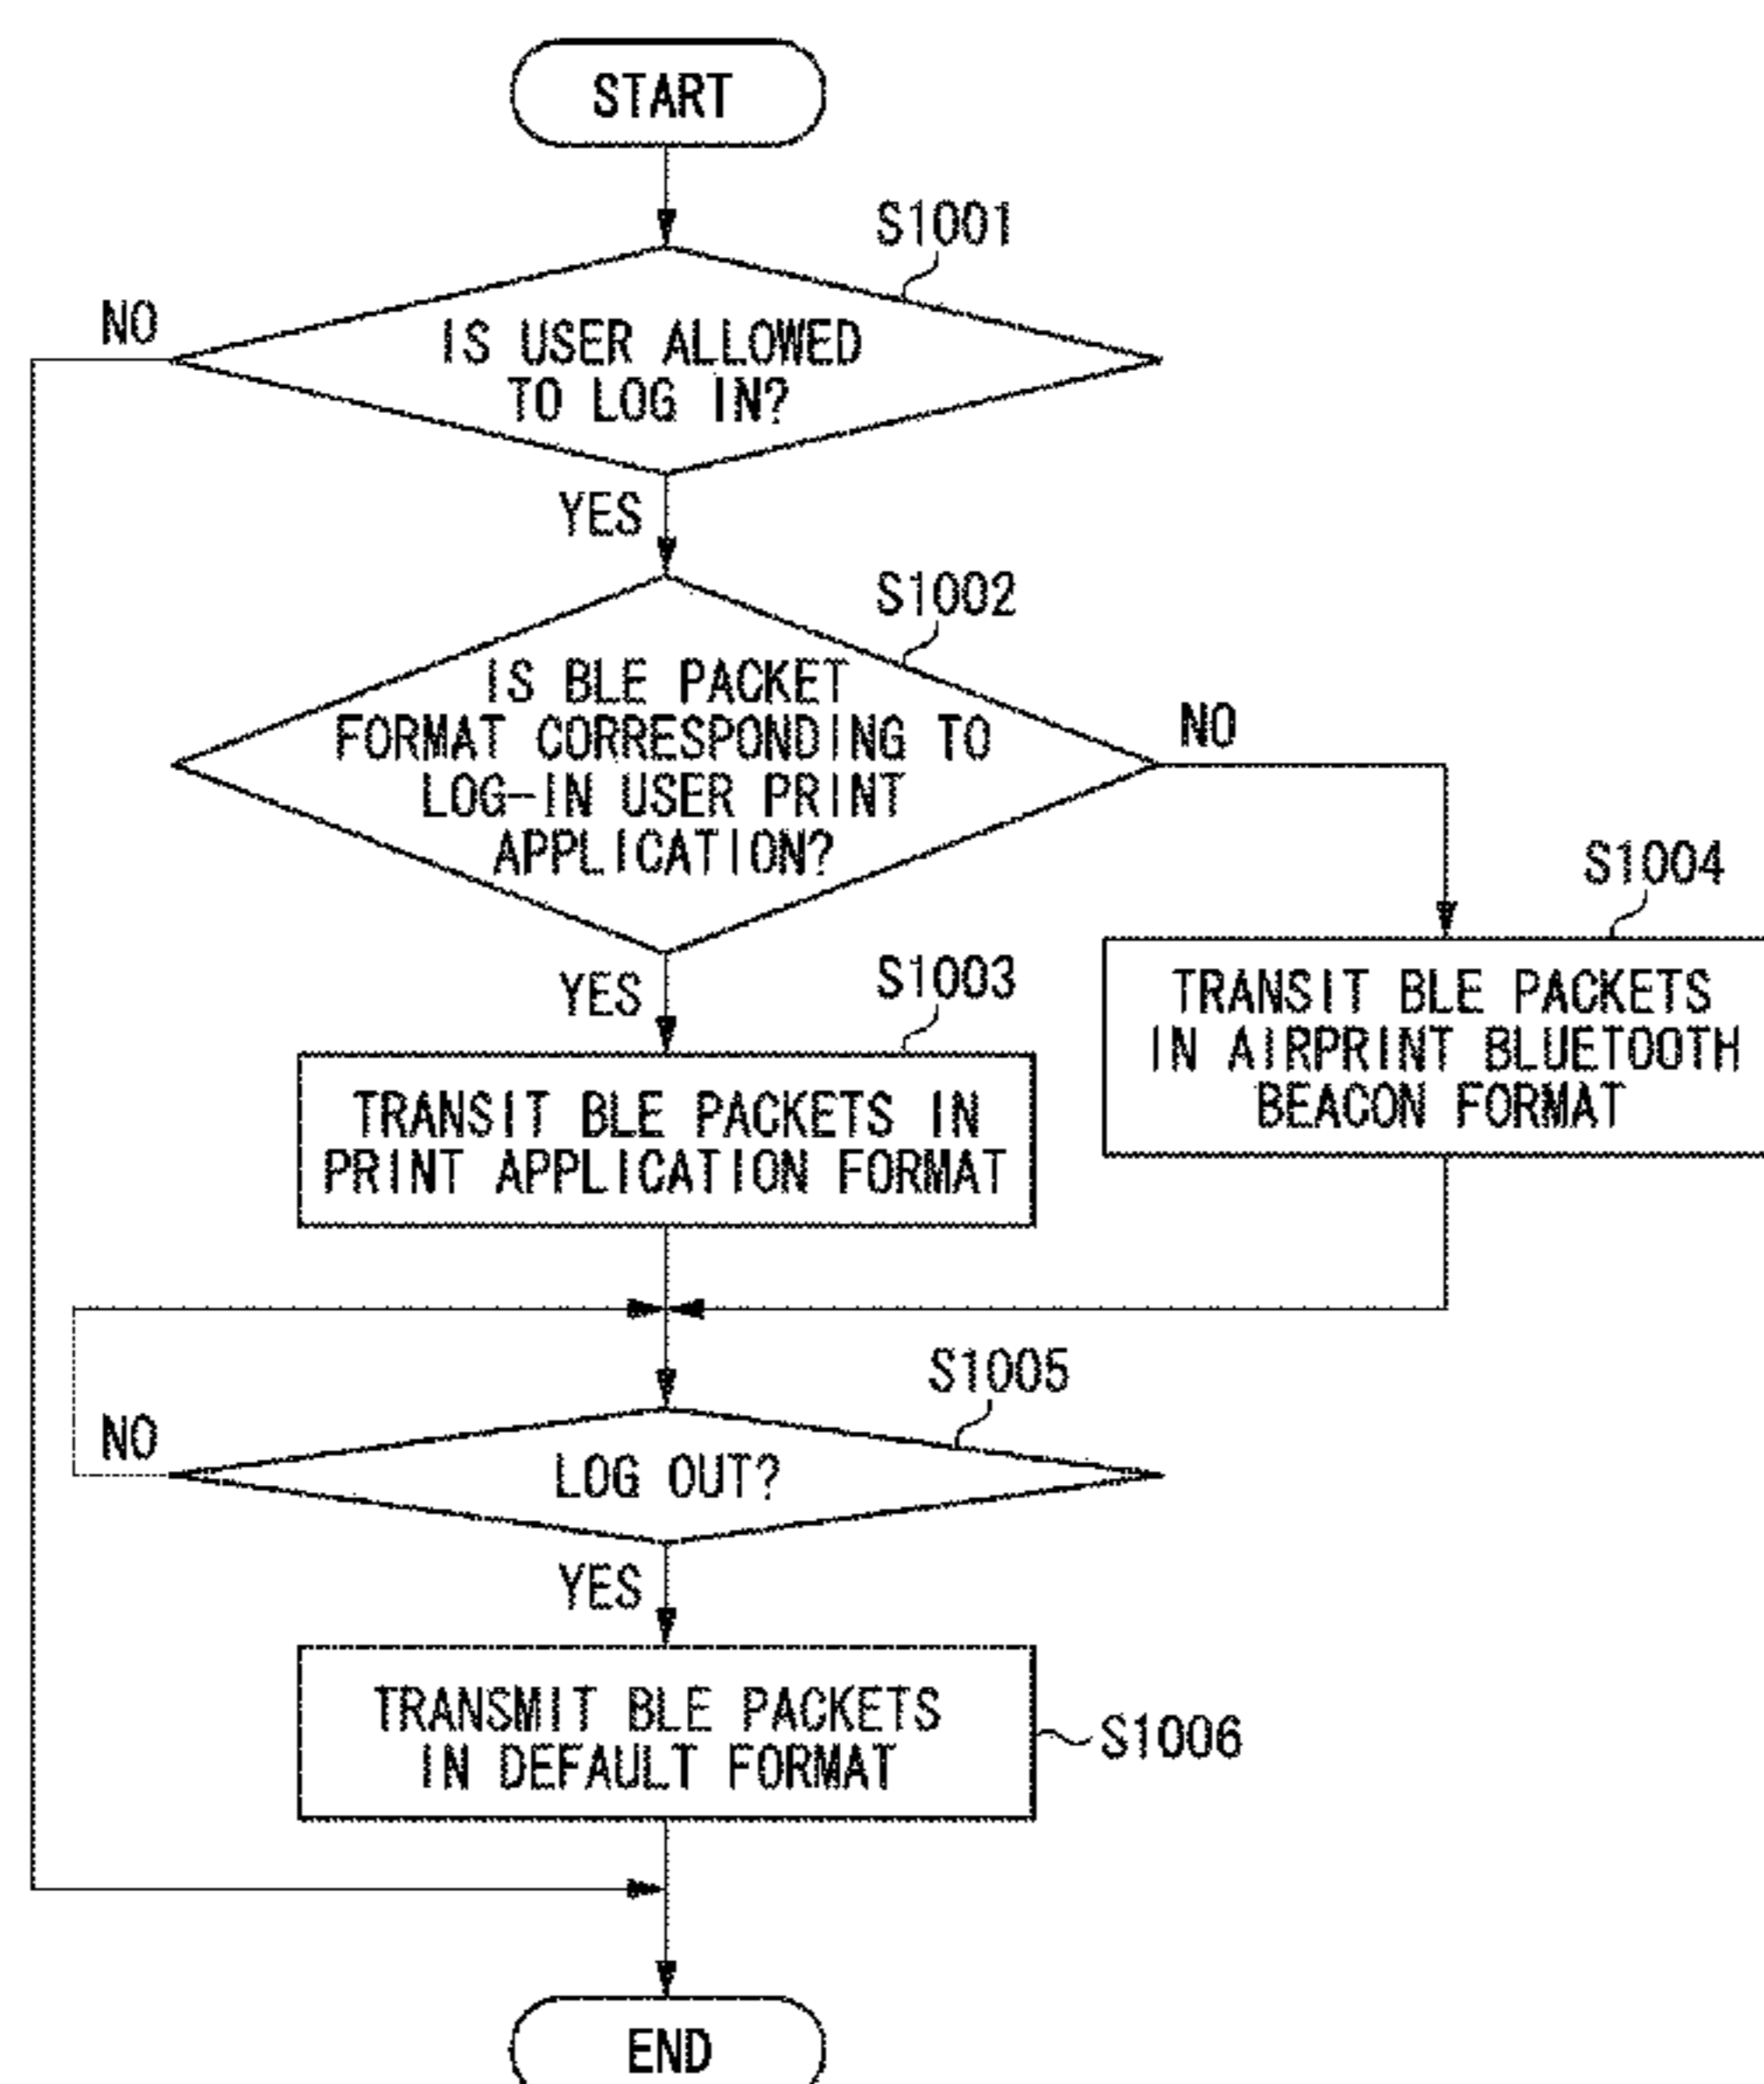 START
S1001
NO
IS USER ALLOWED
TO LOG IN?
YES
S1002
IS BLE PACKET
FORMAT CORRESPONDING TO
LOG-IN USER PRINT
APPLICATION?
NO
S1004
YES
S1003
TRANSIT BLE PACKETS
IN AIRPRINT BLUETOOTH
BEACON FORMAT
TRANSIT BLE PACKETS IN
PRINT APPLICATION FORMAT
S1005
NO
LOG OUT?
YES
TRANSMIT BLE PACKETS
IN DEFAULT FORMAT
S1006
END